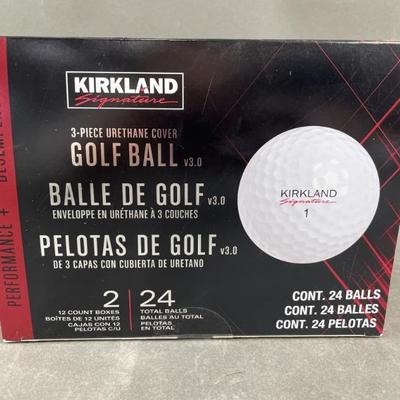 PERFORMANCE +
KIRKLAND
Signature
3-PIECE URETHANE COVER
GOLF BALL v3.0
BALLE DE GOLF v3.0
ENVELOPPE EN URÉTHANE À 3 COUCHES
PELOTAS DE GOLF v3.0
DE 3 CAPAS CON CUBIERTA DE URETANO
2
12 COUNT BOXES
BOÎTES DE 12 UNITÉS
CAJAS CON 12
PELOTAS C/U
24
TOTAL BALLS
BALLES AU TOTAL
PELOTAS
EN TOTAL
KIRKLAND
Signature
1
CONT. 24 BALLS
CONT. 24 BALLES
CONT. 24 PELOTAS